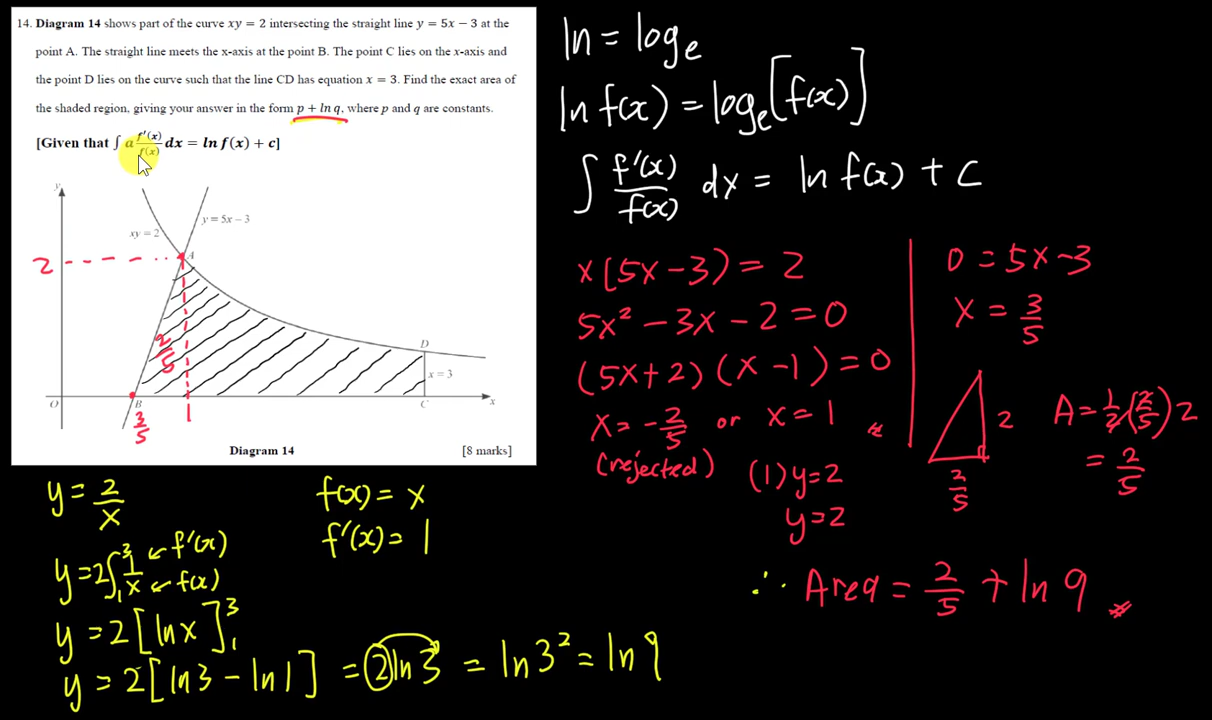 14. Diagram 14 shows part of the curve xy = 2 intersecting the straight line y = 5x − 3 at the
point A. The straight line meets the x-axis at the point B. The point C lies on the x-axis and
the point D lies on the curve such that the line CD has equation x = 3. Find the exact area of
the shaded region, giving your answer in the form p + ln q, where p and q are constants.
[Given that ∫ a f'(x)/f(x) dx = ln f(x) + c]
y
y = 5x − 3
xy = 2
A
2
2/5
D
x = 3
O
B
C
x
3/5
1
Diagram 14 [8 marks]
ln = logₑ
ln f(x) = logₑ[f(x)]
∫ f'(x)/f(x) dx = ln f(x) + c
x(5x − 3) = 2
5x² − 3x − 2 = 0
(5x + 2)(x − 1) = 0
x = −2/5 or x = 1
(rejected)
(1)y = 2
y = 2
0 = 5x − 3
x = 3/5
2
2/5
A = 1/2(2/5)2
= 2/5
y = 2/x
y = 2∫₁³ 1/x ← f'(x) ← f(x)
y = 2[ln x]₁³
y = 2[ln 3 − ln 1] = 2 ln 3 = ln 3² = ln 9
f(x) = x
f'(x) = 1
∴ Area = 2/5 + ln 9